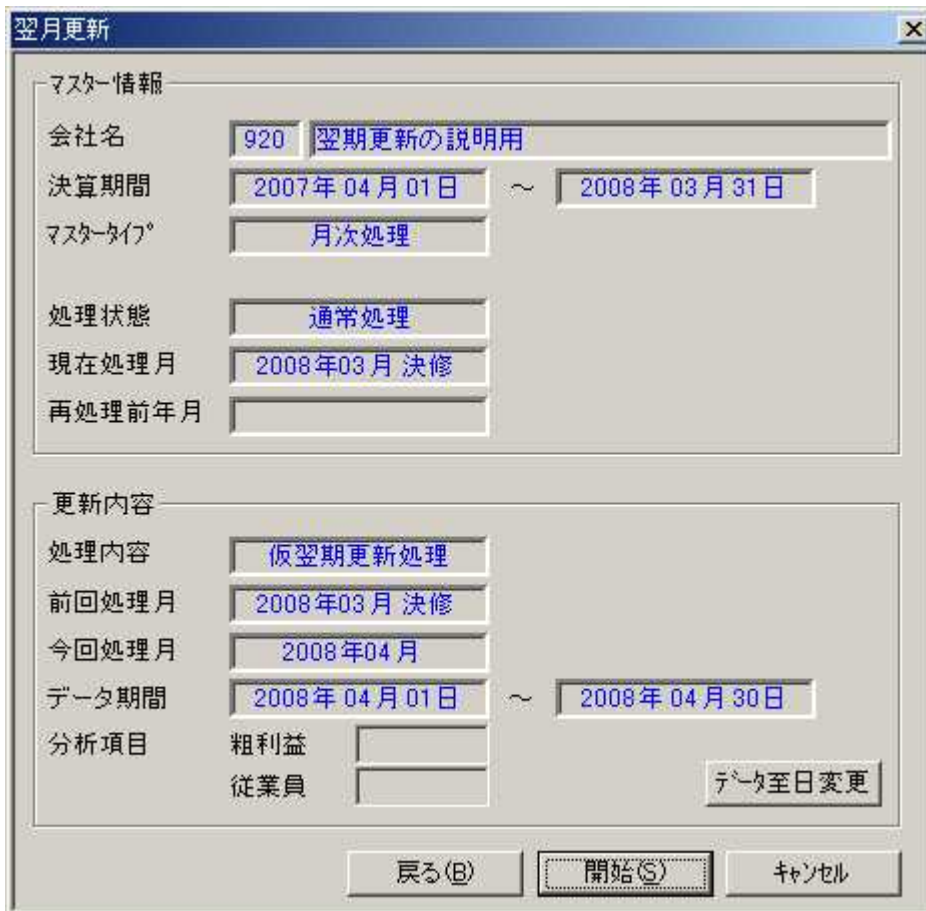 翌月更新
マスター情報
会社名 920 翌期更新の説明用
決算期間 2007年04月01日 ～ 2008年03月31日
ﾏｽﾀｰﾀｲﾌﾟ 月次処理
処理状態 通常処理
現在処理月 2008年03月 決修
再処理前年月
更新内容
処理内容 仮翌期更新処理
前回処理月 2008年03月 決修
今回処理月 2008年04月
データ期間 2008年04月01日 ～ 2008年04月30日
分析項目 粗利益
従業員
ﾃﾞｰﾀ至日変更
戻る(B) 開始(S) ｷｬﾝｾﾙ